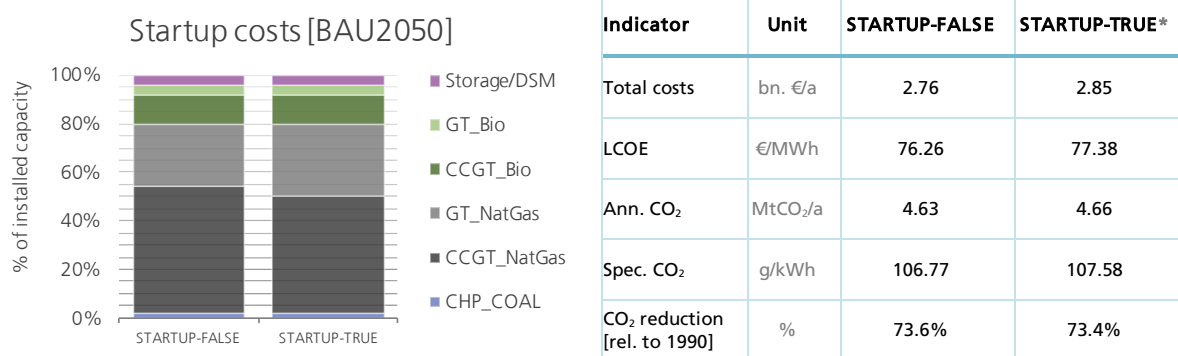 Startup costs [BAU2050]
% of installed capacity
100%
80%
60%
40%
20%
0%
STARTUP-FALSE
STARTUP-TRUE
Storage/DSM
GT_Bio
CCGT_Bio
GT_NatGas
CCGT_NatGas
CHP_COAL
Indicator Unit STARTUP-FALSE STARTUP-TRUE*
Total costs bn. €/a 2.76 2.85
LCOE €/MWh 76.26 77.38
Ann. CO₂ MtCO₂/a 4.63 4.66
Spec. CO₂ g/kWh 106.77 107.58
CO₂ reduction
[rel. to 1990] % 73.6% 73.4%